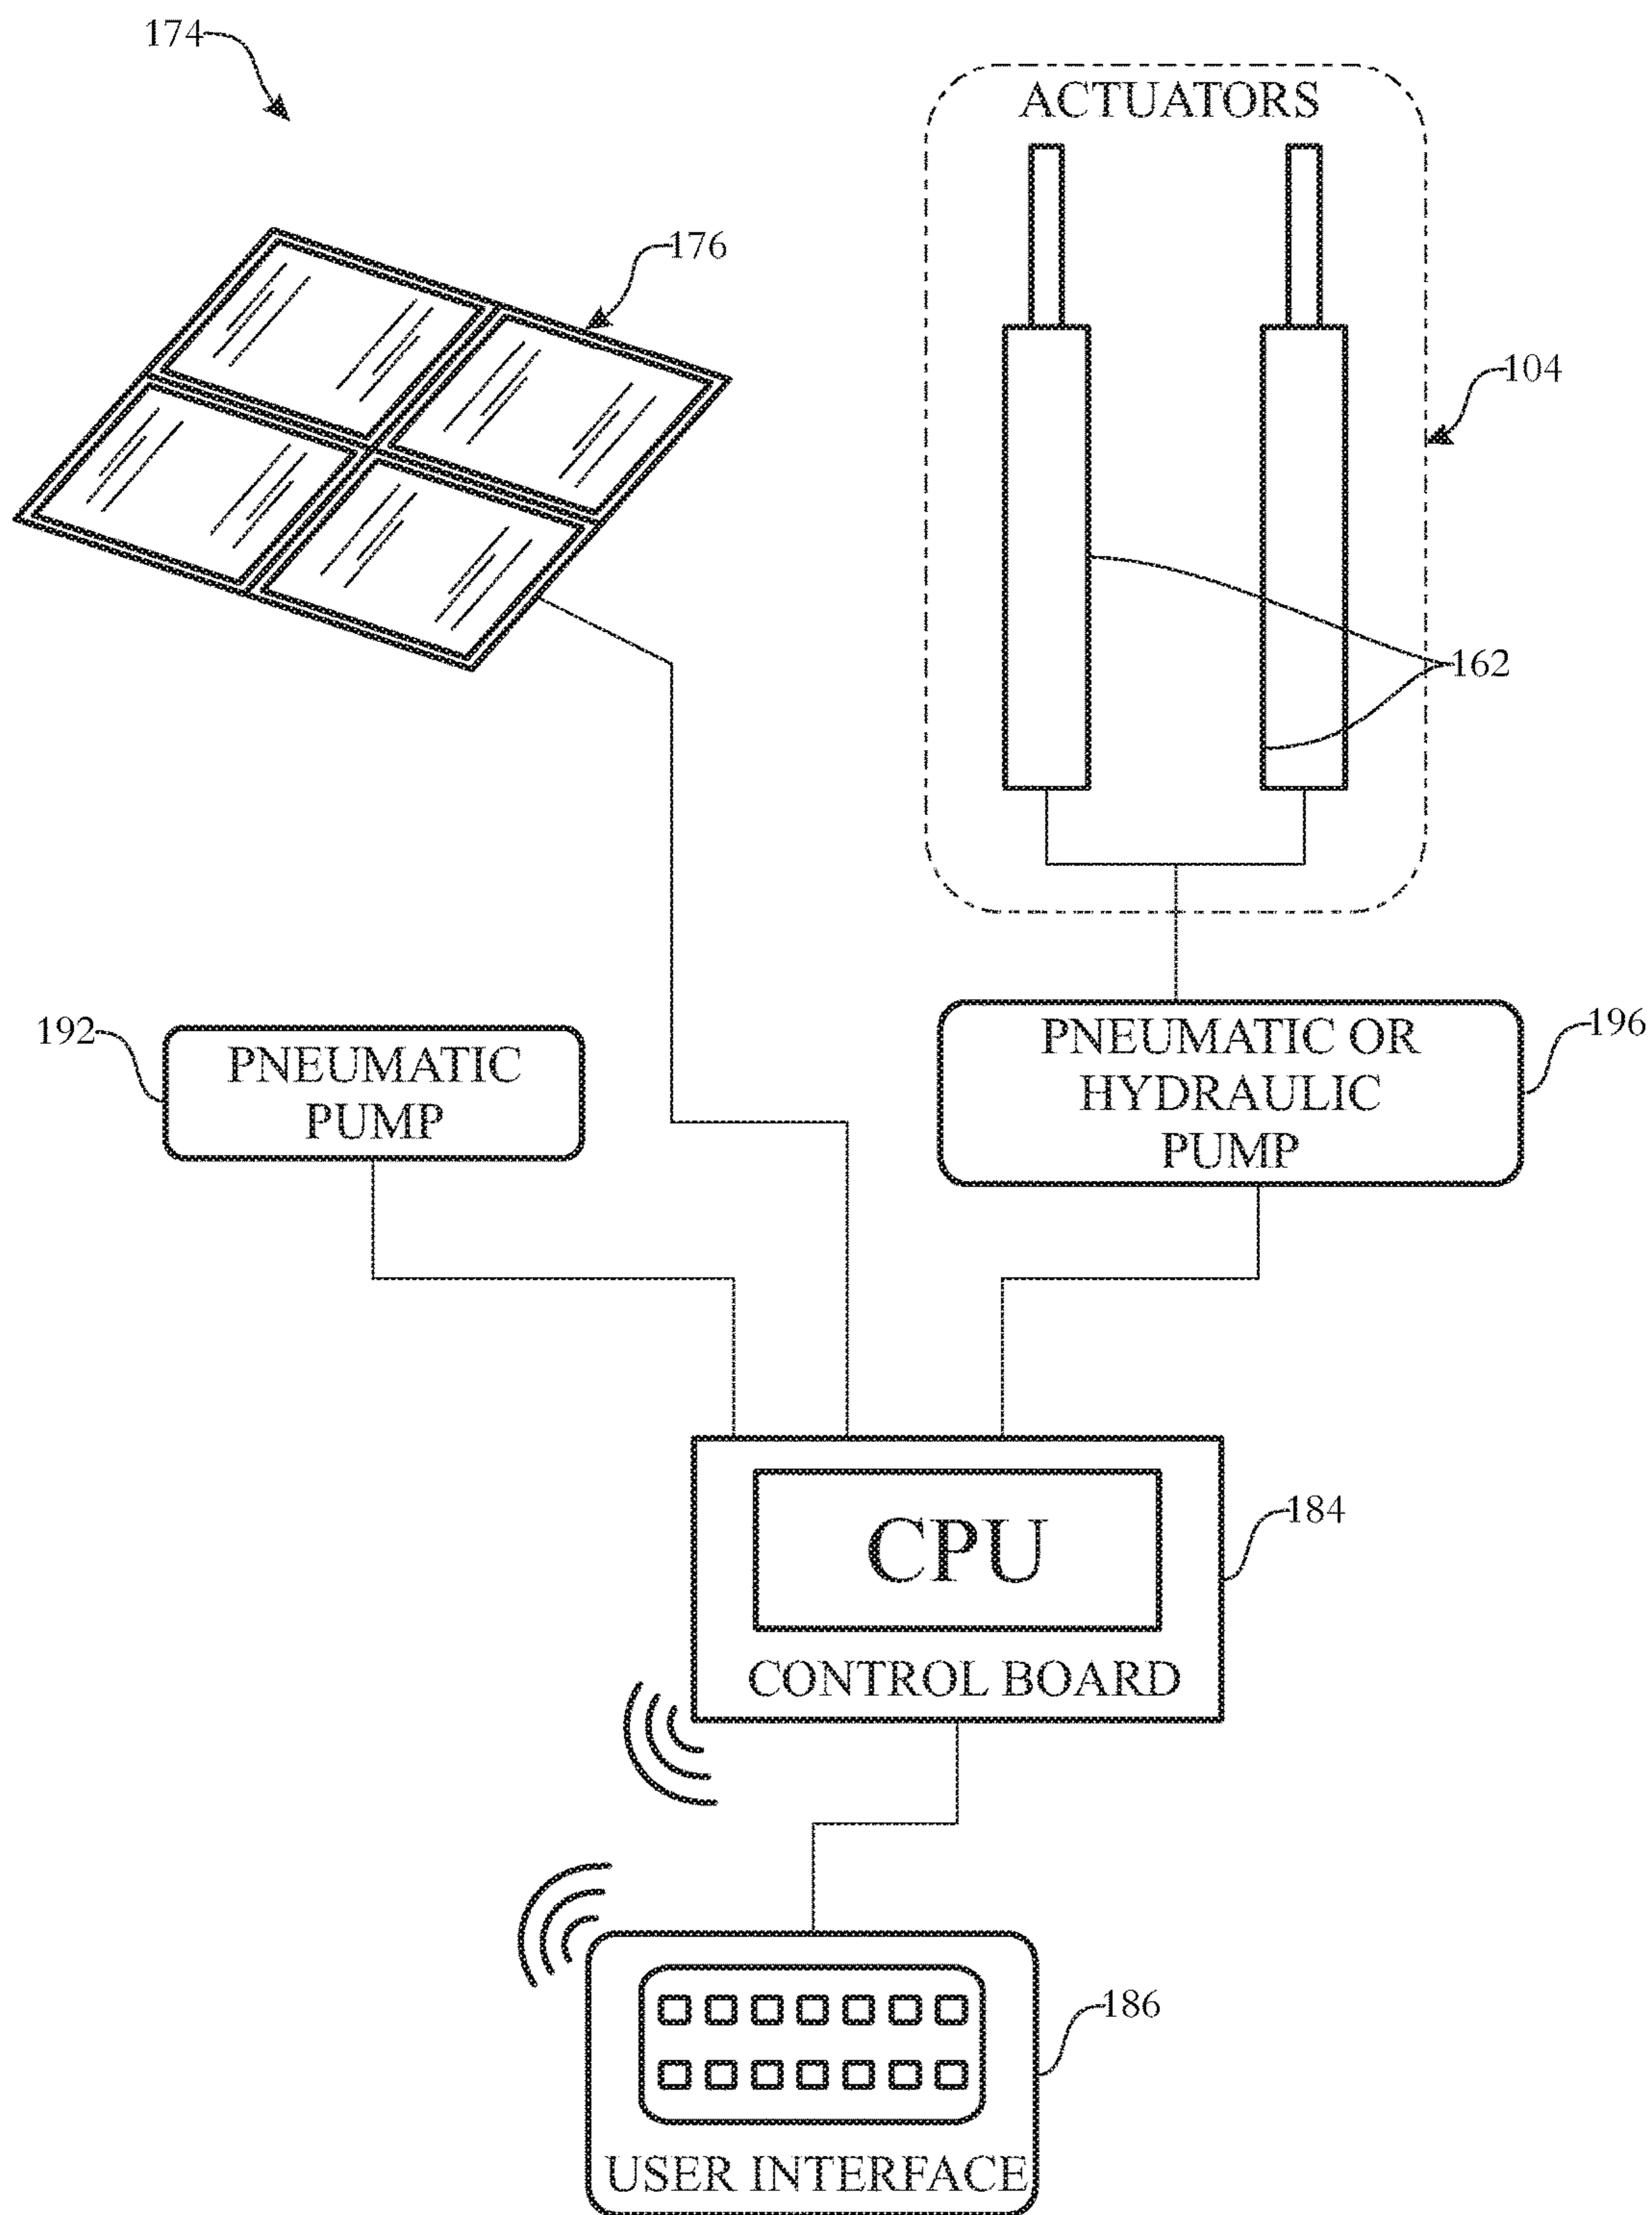 174
ACTUATORS
176
104
162
192
PNEUMATIC
PUMP
PNEUMATIC OR
HYDRAULIC
PUMP
196
CPU
CONTROL BOARD
184
186
USER INTERFACE